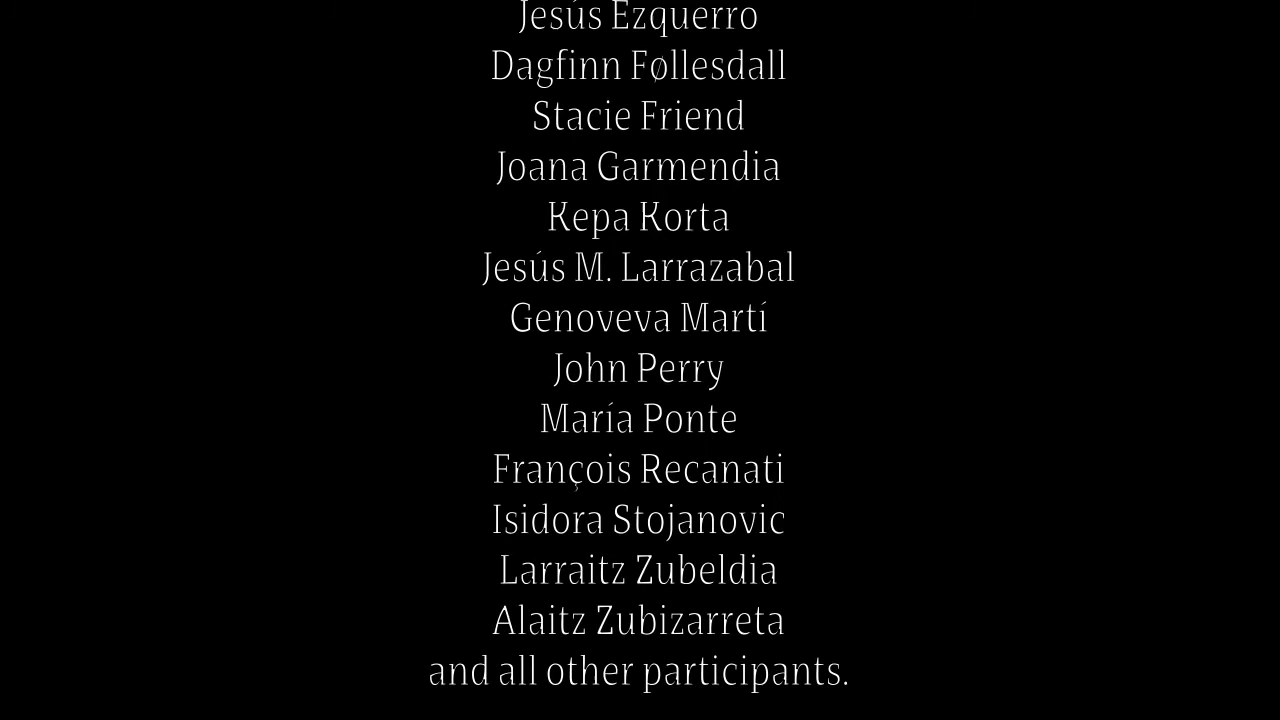 Jesús Ezquerro
Dagfinn Føllesdall
Stacie Friend
Joana Garmendia
Kepa Korta
Jesús M. Larrazabal
Genoveva Martí
John Perry
María Ponte
François Recanati
Isidora Stojanovic
Larraitz Zubeldia
Alaitz Zubizarreta
and all other participants.